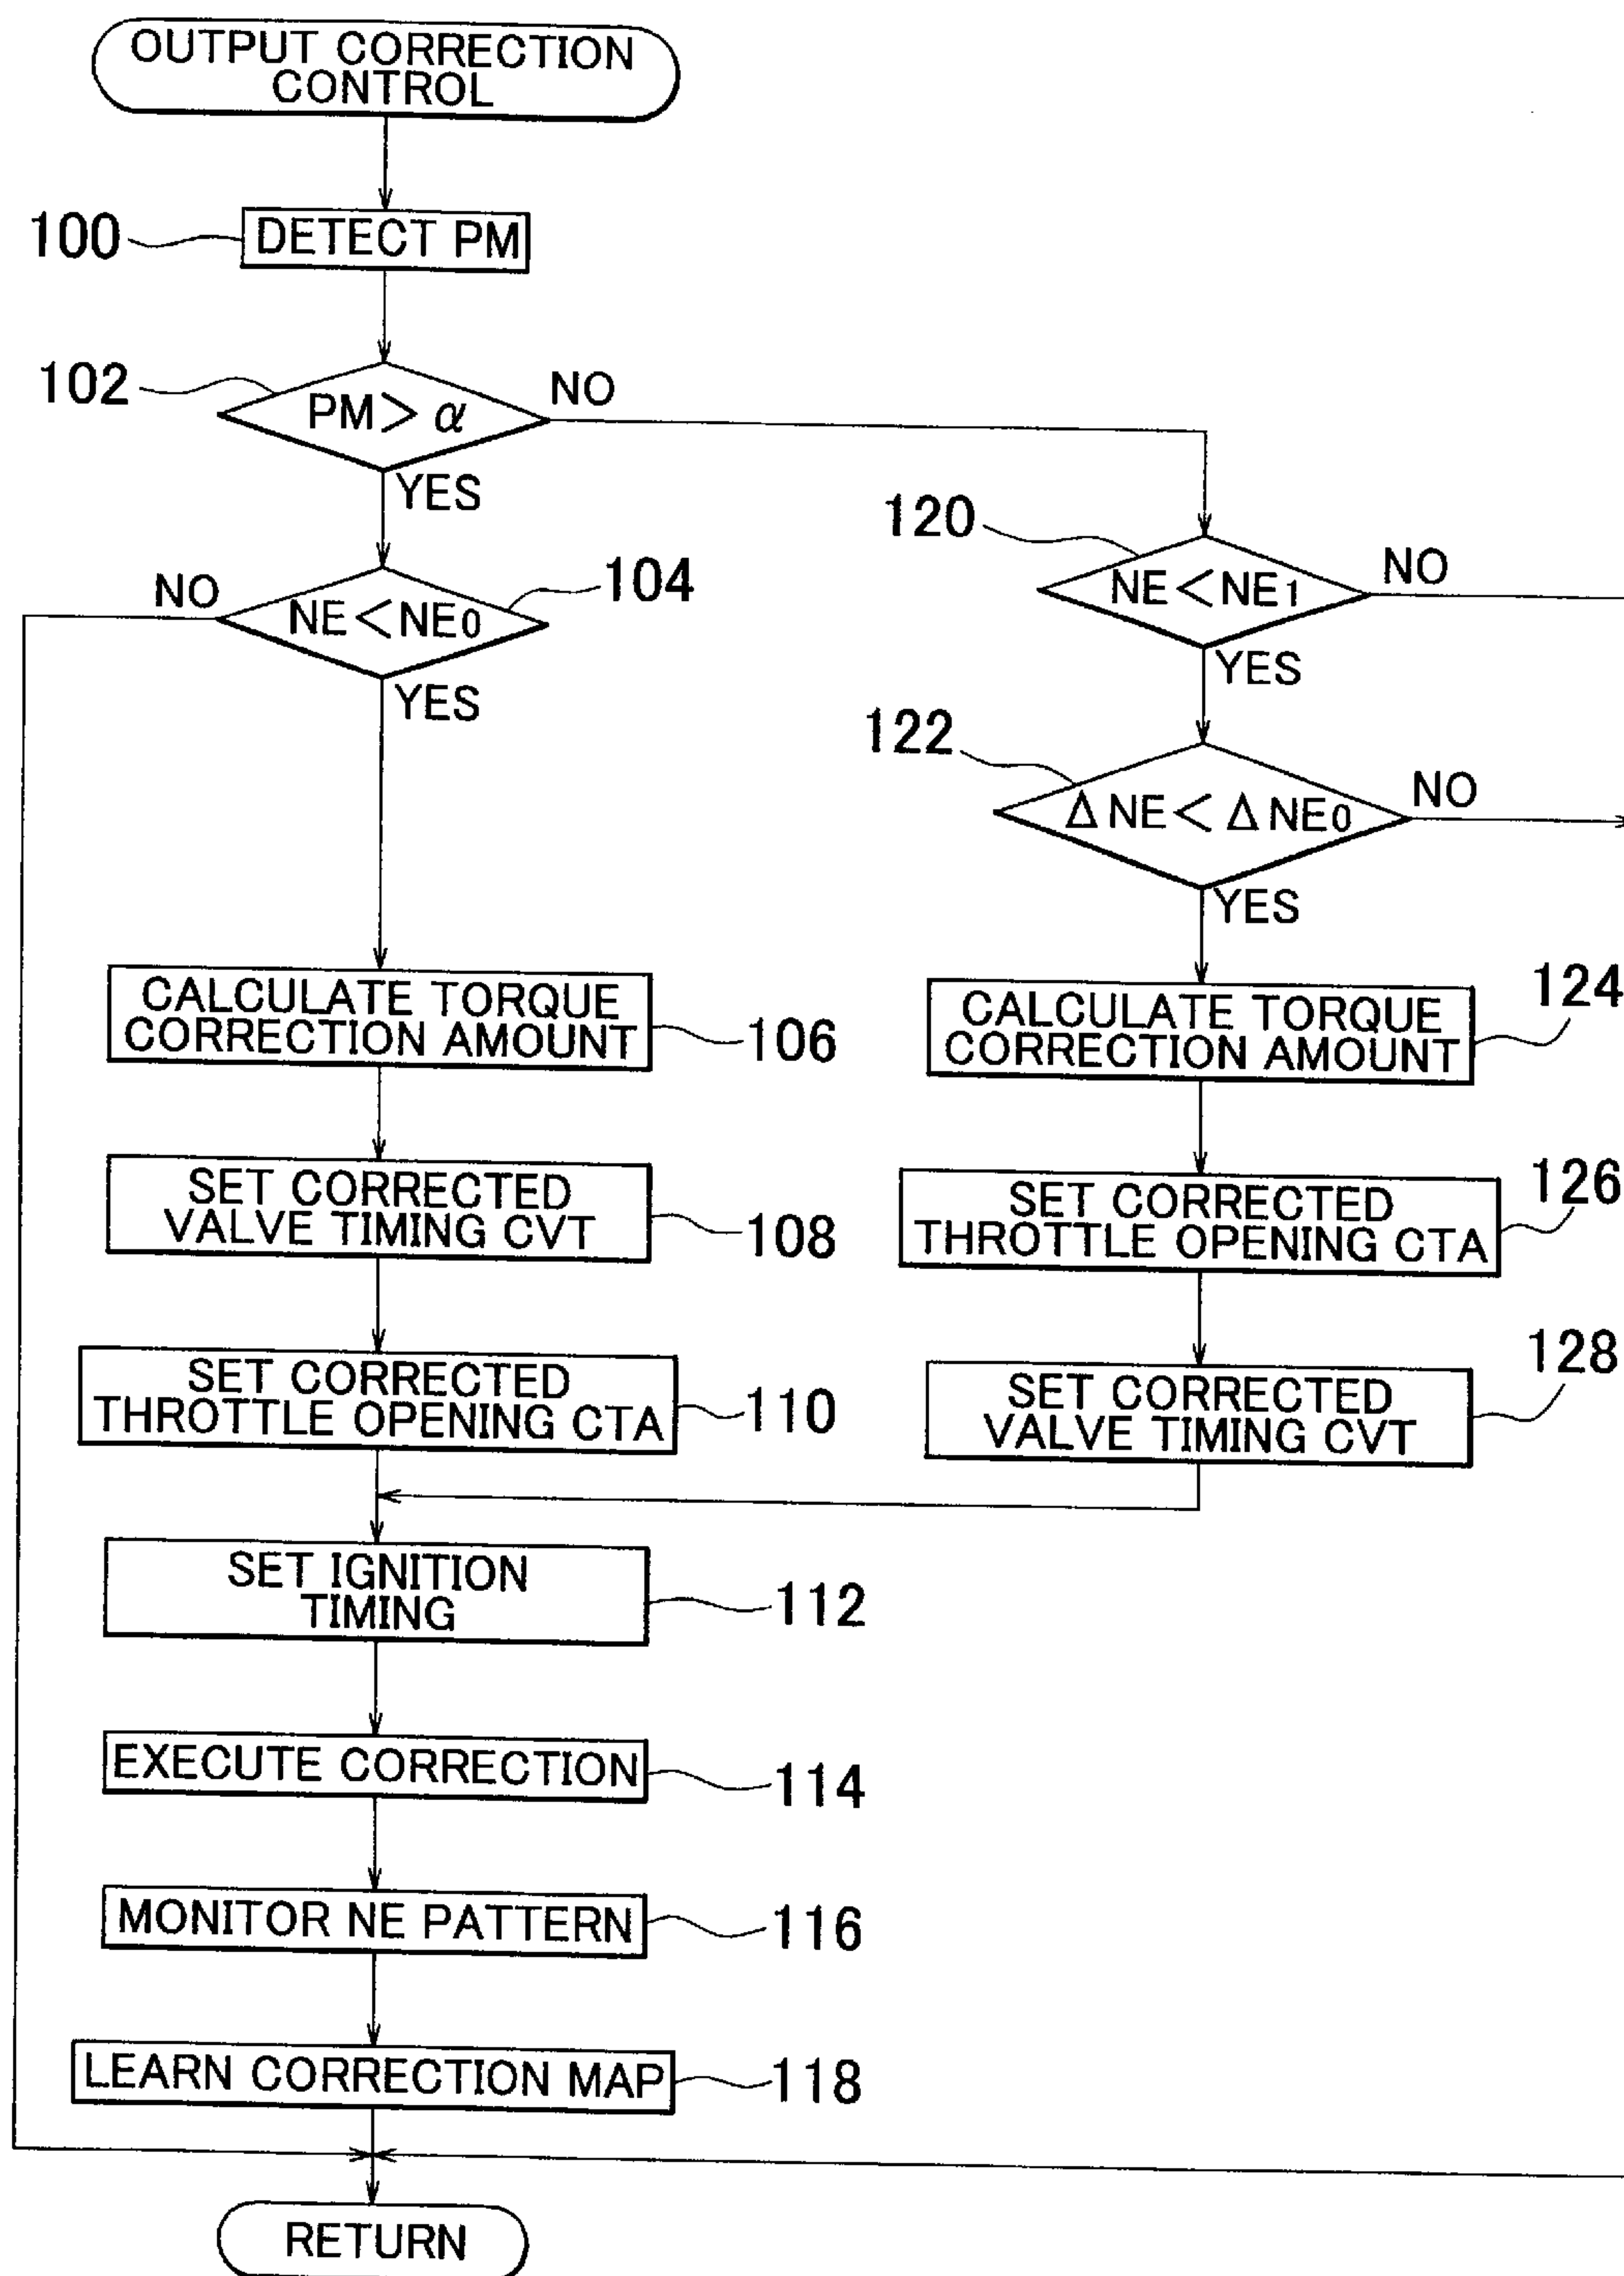 OUTPUT CORRECTION
CONTROL
100
DETECT PM
102
PM > α
NO
YES
NO
NE < NE0
104
YES
120
NE < NE1
NO
YES
122
Δ NE < Δ NE0
NO
YES
CALCULATE TORQUE
CORRECTION AMOUNT
106
CALCULATE TORQUE
CORRECTION AMOUNT
124
SET CORRECTED
VALVE TIMING CVT
108
SET CORRECTED
THROTTLE OPENING CTA
126
SET CORRECTED
THROTTLE OPENING CTA
110
SET CORRECTED
VALVE TIMING CVT
128
SET IGNITION
TIMING
112
EXECUTE CORRECTION
114
MONITOR NE PATTERN
116
LEARN CORRECTION MAP
118
RETURN